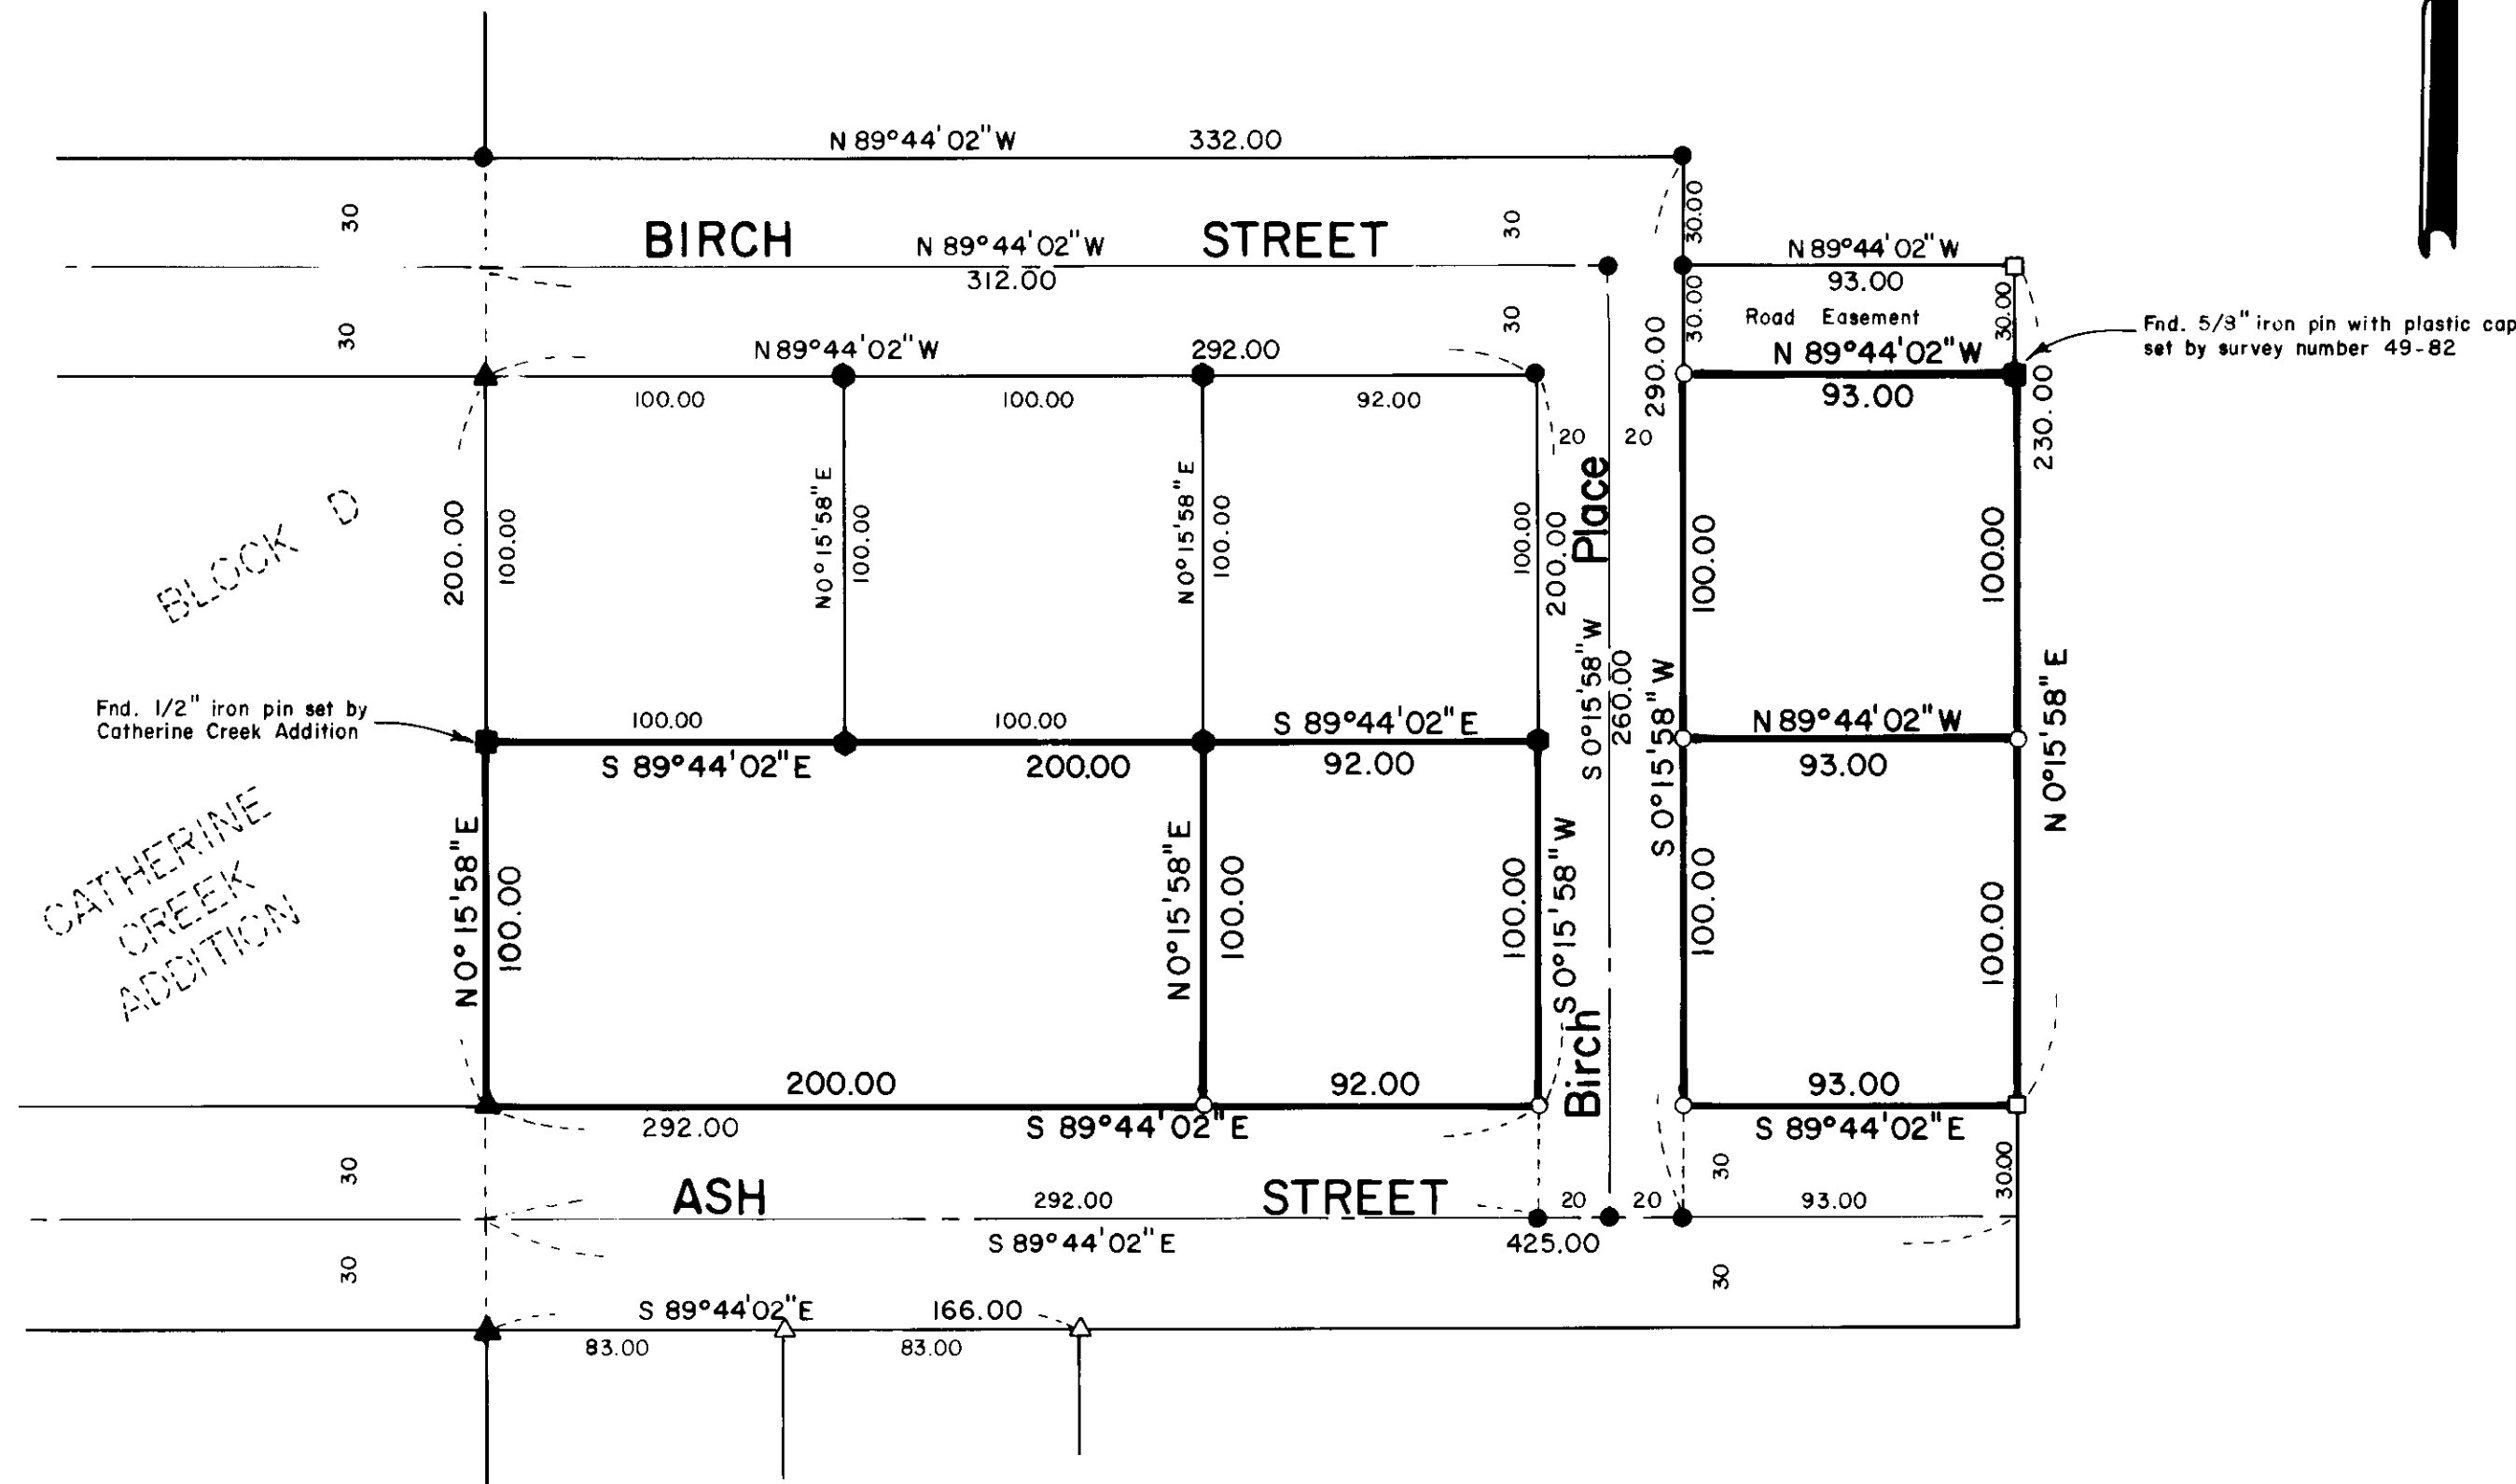 N 89°44'02"W 332.00
30
BIRCH STREET
30
30.00
N 89°44'02"W
312.00
N 89°44'02"W
93.00
30
30
30.00
30.00
Road Easement
Fnd. 5/8" iron pin with plastic cap
set by survey number 49-82
N 89°44'02"W 292.00
N 89°44'02"W
93.00
290.00
230.00
100.00
100.00
92.00
20
20
BLOCK D
200.00
100.00
N 0°15'58"E
100.00
N 0°15'58"E
100.00
100.00
200.00
Birch Place
S 0°15'58"W
260.00
100.00
100.00
S 0°15'58"W
N 0°15'58"E
Fnd. 1/2" iron pin set by
Catherine Creek Addition
100.00
100.00
S 89°44'02"E
S 89°44'02"E
200.00
92.00
N 89°44'02"W
93.00
CATHERINE
CREEK
ADDITION
N 0°15'58"E
100.00
N 0°15'58"E
100.00
100.00
S 0°15'58"W
100.00
100.00
200.00
92.00
93.00
292.00
S 89°44'02"E
S 89°44'02"E
30
ASH STREET
292.00
20
20
30
93.00
30.00
S 89°44'02"E
425.00
30
30
S 89°44'02"E 166.00
83.00
83.00